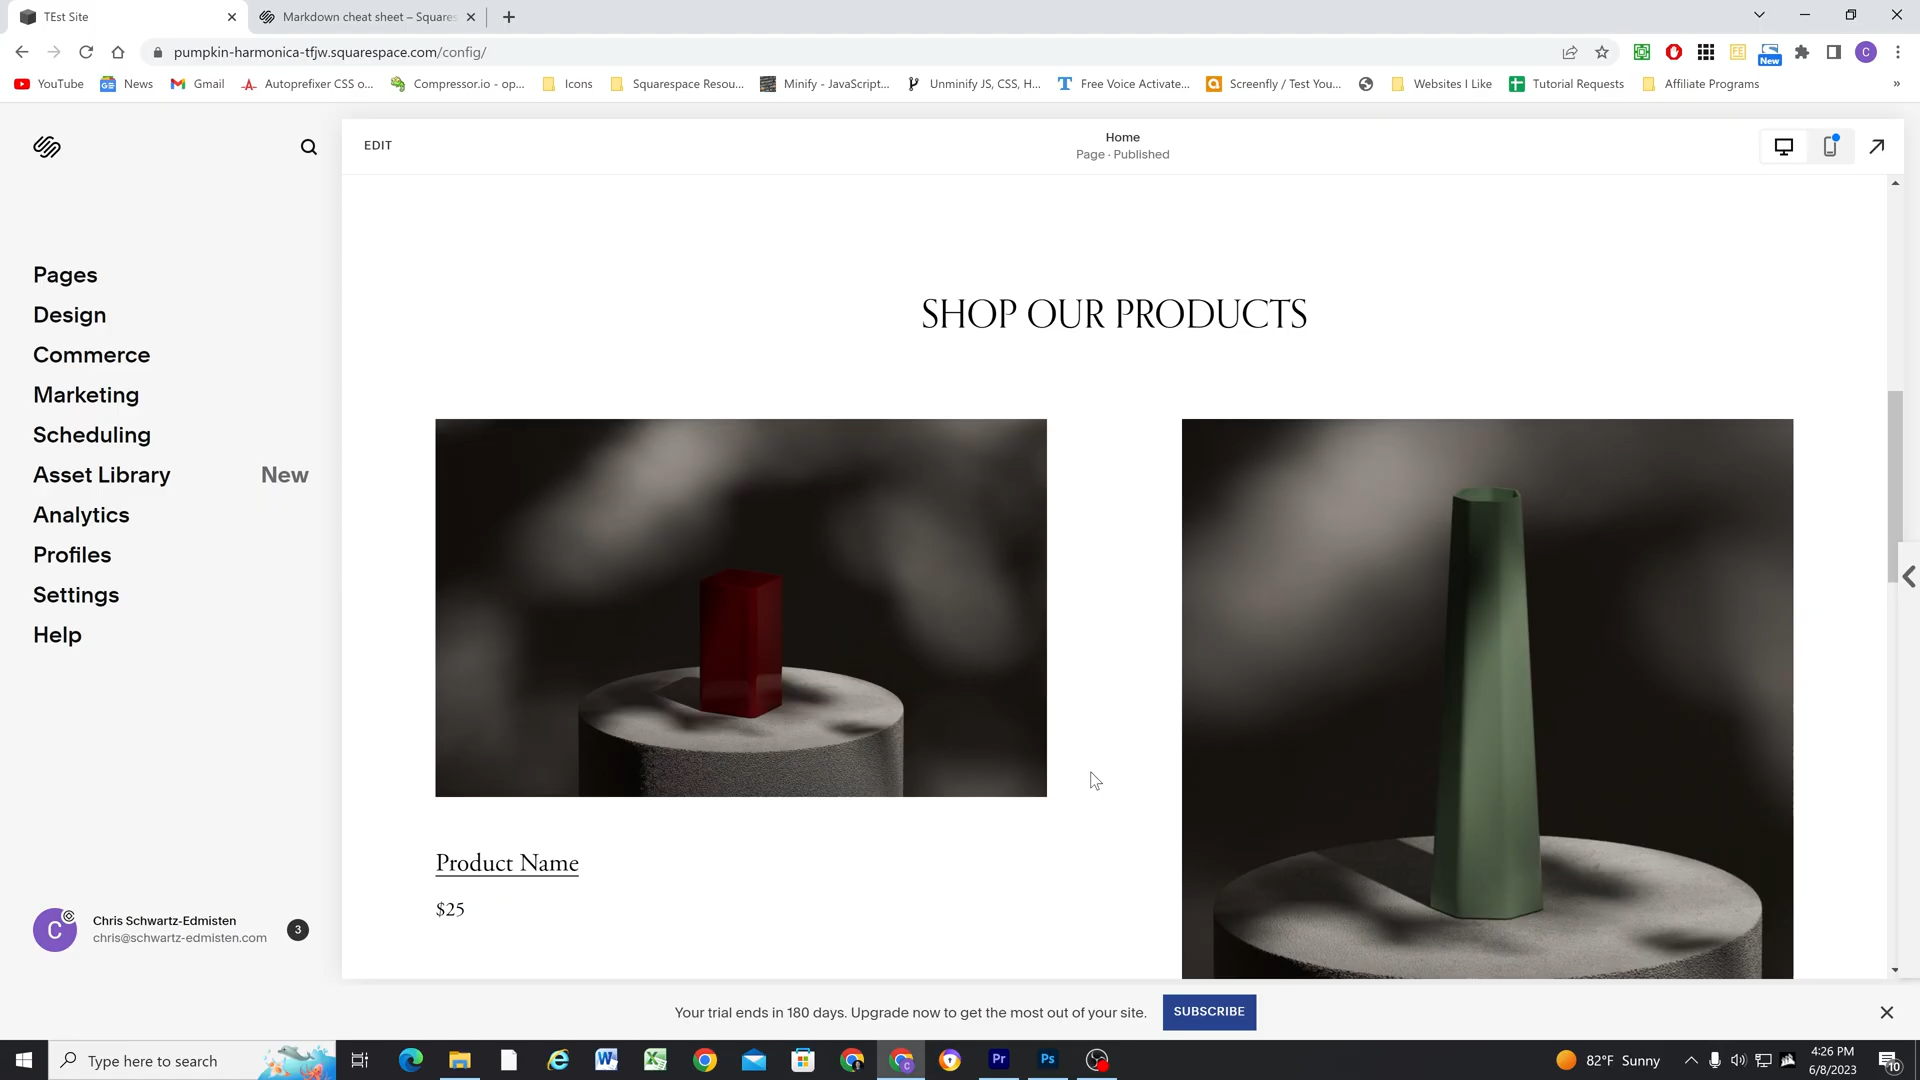 TEst Site
Markdown cheat sheet – Squares
pumpkin-harmonica-tfjw.squarespace.com/config/
New
YouTube
News
Gmail
Autoprefixer CSS o...
Compressor.io - op...
Icons
Squarespace Resou...
Minify - JavaScript...
Unminify JS, CSS, H...
Free Voice Activate...
Screenfly / Test You...
Websites I Like
Tutorial Requests
Affiliate Programs
»
EDIT
Home
Page · Published
Pages
Design
Commerce
Marketing
Scheduling
Asset Library New
Analytics
Profiles
Settings
Help
SHOP OUR PRODUCTS
Product Name
$25
C
Chris Schwartz-Edmisten
chris@schwartz-edmisten.com
3
Your trial ends in 180 days. Upgrade now to get the most out of your site.
SUBSCRIBE
Type here to search
Pr
Ps
82°F Sunny
4:26 PM
6/8/2023
10